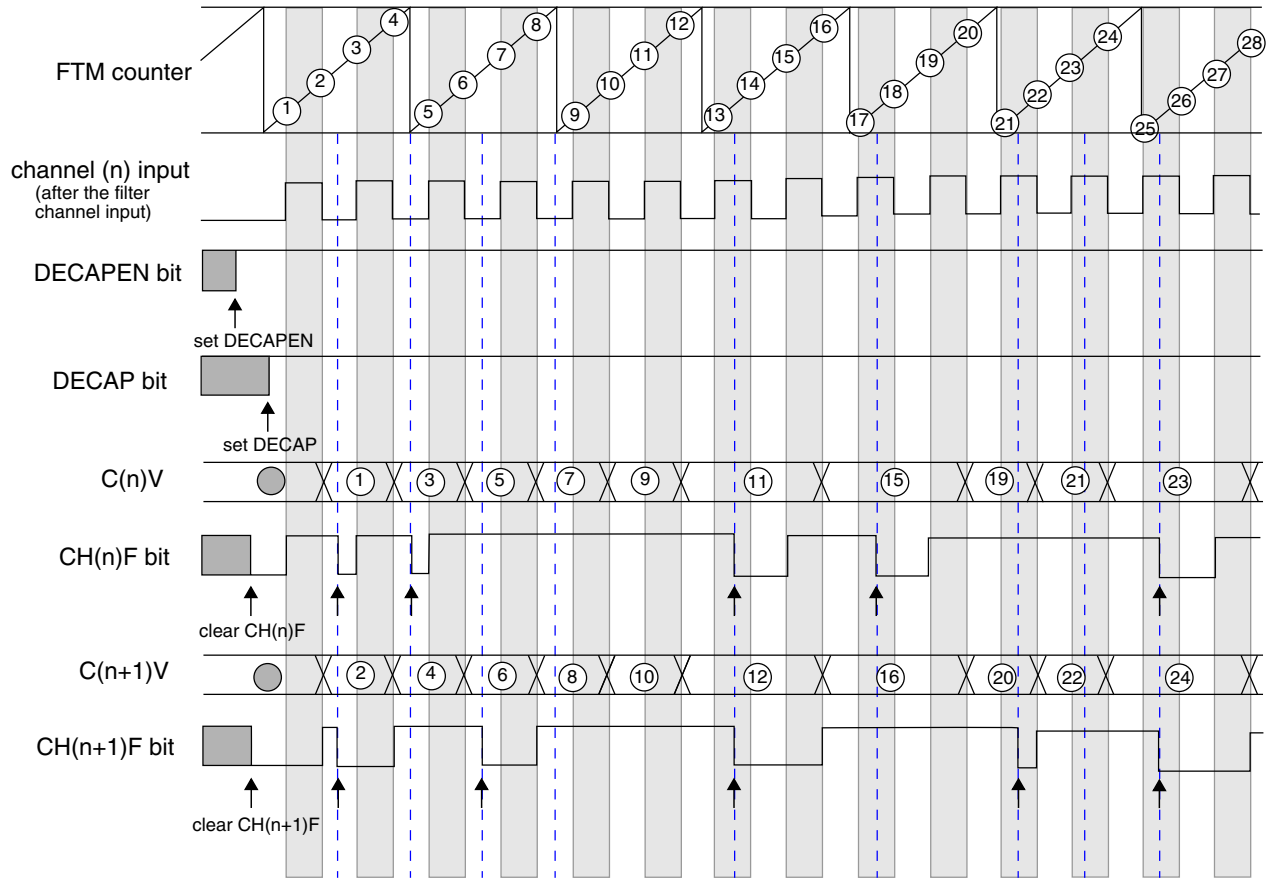 4 8 12 16 20 24 28
3 7 11 15 19 23 27
FTM counter 2 6 10 14 18 22 26
1 5 9 13 17 21 25
channel (n) input
(after the filter
channel input)
DECAPEN bit
set DECAPEN
DECAP bit
set DECAP
C(n)V 1 3 5 7 9 11 15 19 21 23
CH(n)F bit
clear CH(n)F
C(n+1)V 2 4 6 8 10 12 16 20 22 24
CH(n+1)F bit
clear CH(n+1)F